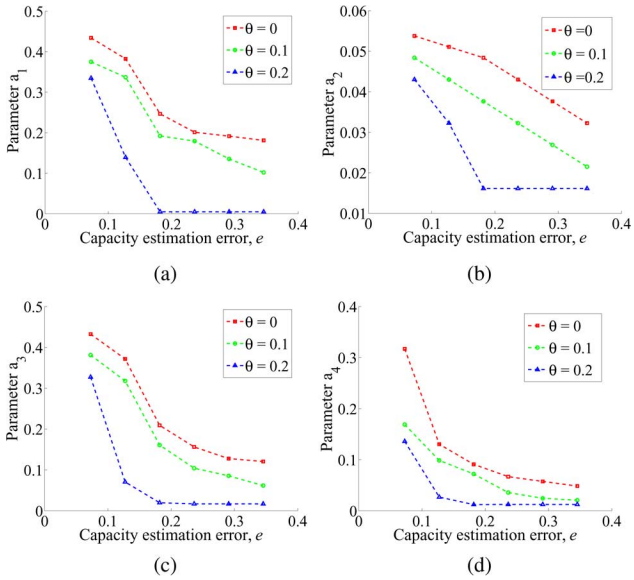 0.5
0.4
0.3
0.2
0.1
0
Parameter a1
θ = 0
θ = 0.1
θ = 0.2
0 0.1 0.2 0.3 0.4
Capacity estimation error, e
(a)
0.06
0.05
0.04
0.03
0.02
0.01
Parameter a2
θ =0
θ = 0.1
θ =0.2
0 0.1 0.2 0.3 0.4
Capacity estimation error, e
(b)
0.5
0.4
0.3
0.2
0.1
0
Parameter a3
θ = 0
θ = 0.1
θ = 0.2
0 0.1 0.2 0.3 0.4
Capacity estimation error, e
(c)
0.4
0.3
0.2
0.1
0
Parameter a4
θ = 0
θ = 0.1
θ = 0.2
0 0.1 0.2 0.3 0.4
Capacity estimation error, e
(d)